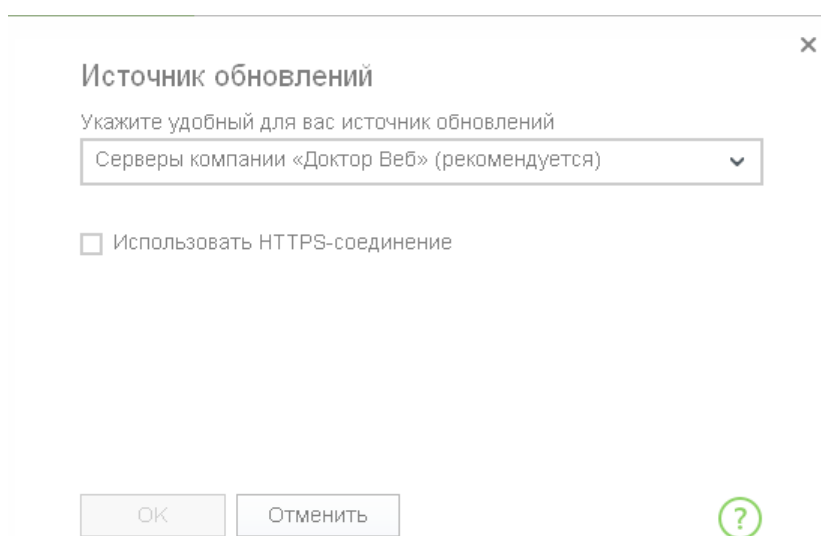 Источник обновлений
Укажите удобный для вас источник обновлений
Серверы компании «Доктор Веб» (рекомендуется)
Использовать HTTPS-соединение
OK
Отменить
?